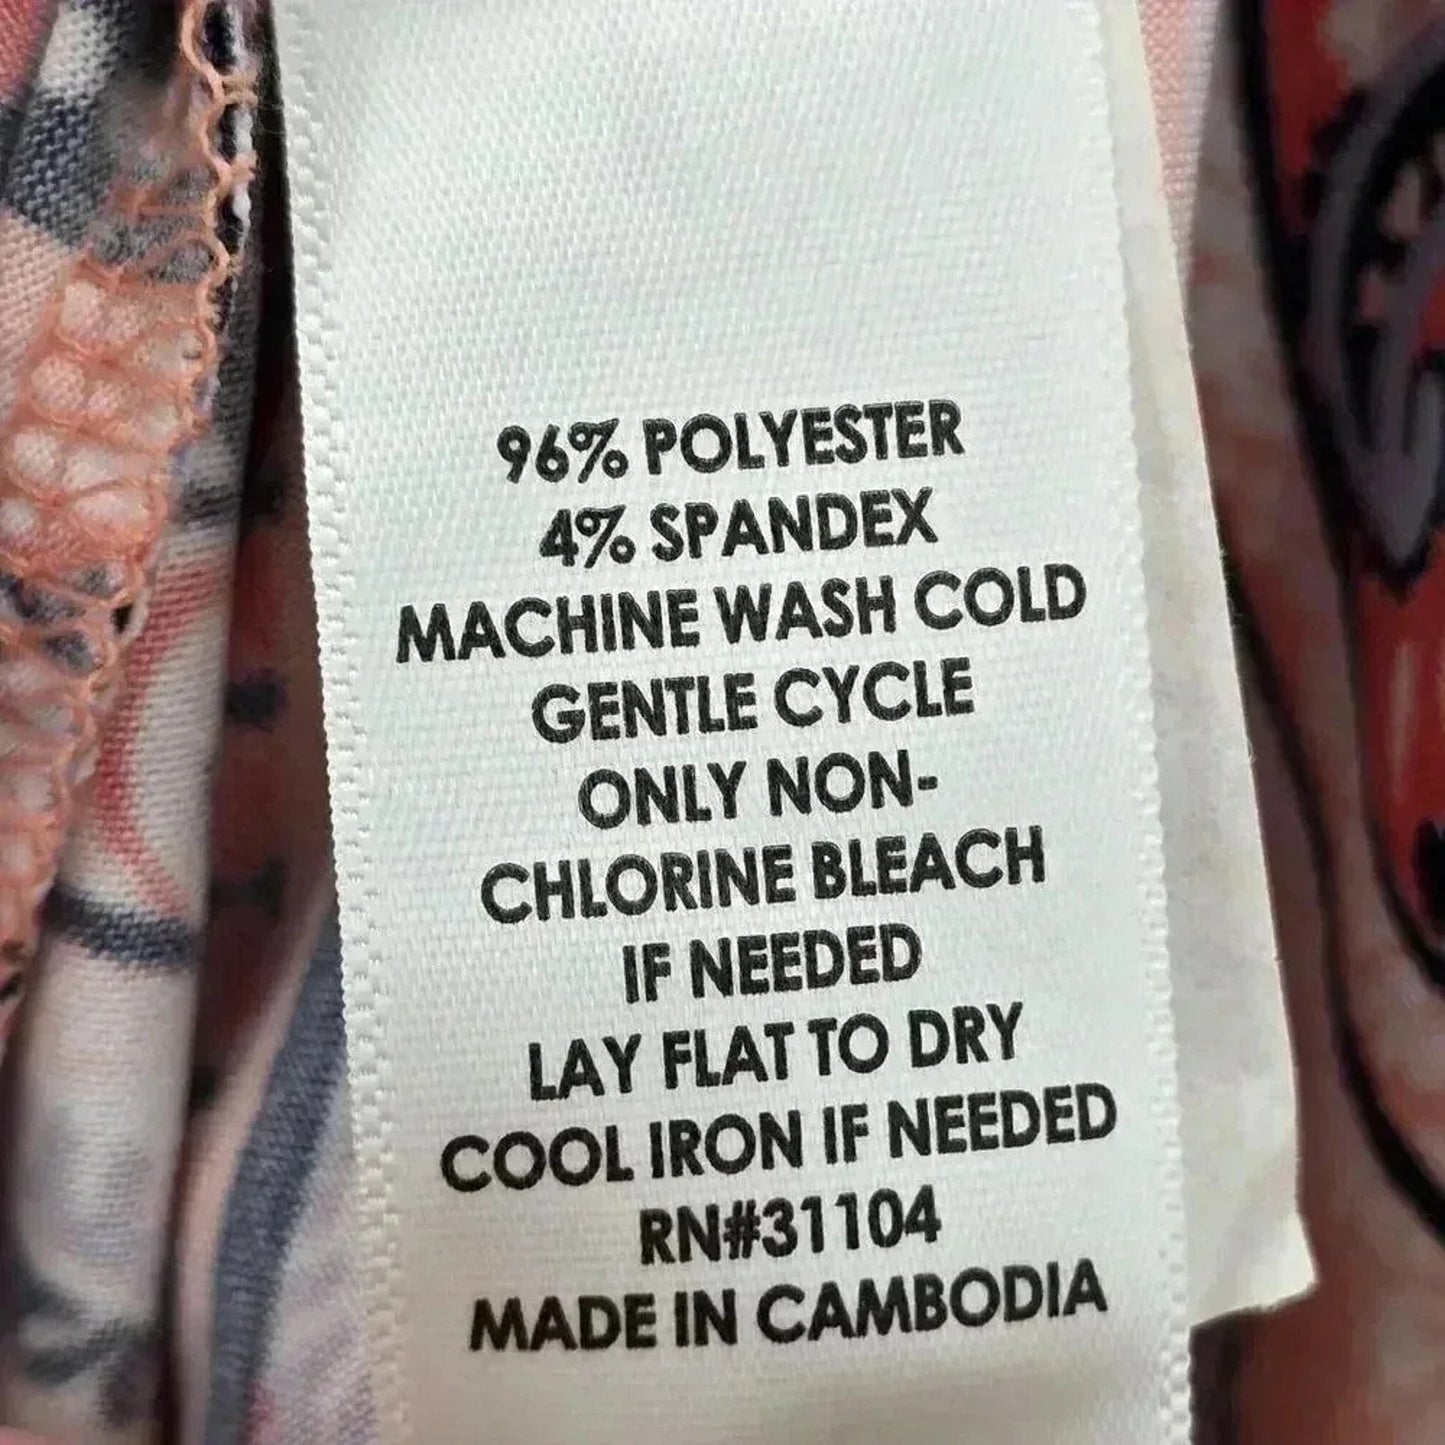 96% POLYESTER
4% SPANDEX
MACHINE WASH COLD
GENTLE CYCLE
ONLY NON-
CHLORINE BLEACH
IF NEEDED
LAY FLAT TO DRY
COOL IRON IF NEEDED
RN#31104
MADE IN CAMBODIA